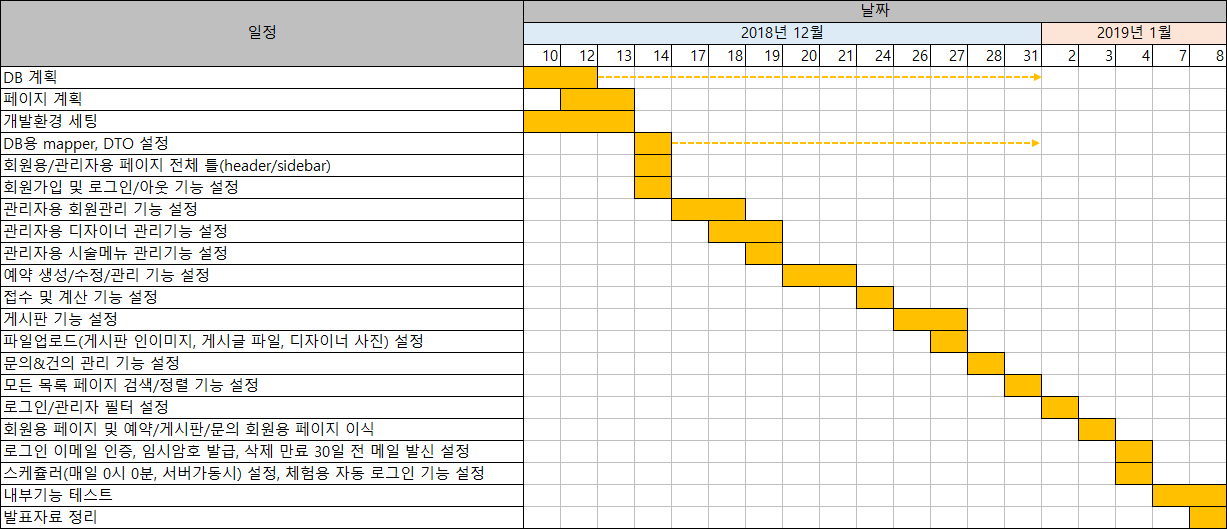 날짜
일정
2018년 12월 2019년 1월
10 12 13 14 17 18 19 20 21 24 26 27 28 31 2 3 4 7 8
DB 계획
페이지 계획
개발환경 세팅
DB용 mapper, DTO 설정
회원용/관리자용 페이지 전체 틀(header/sidebar)
회원가입 및 로그인/아웃 기능 설정
관리자용 회원관리 기능 설정
관리자용 디자이너 관리기능 설정
관리자용 시술메뉴 관리기능 설정
예약 생성/수정/관리 기능 설정
접수 및 계산 기능 설정
게시판 기능 설정
파일업로드(게시판 인이미지, 게시글 파일, 디자이너 사진) 설정
문의&건의 관리 기능 설정
모든 목록 페이지 검색/정렬 기능 설정
로그인/관리자 필터 설정
회원용 페이지 및 예약/게시판/문의 회원용 페이지 이식
로그인 이메일 인증, 임시암호 발급, 삭제 만료 30일 전 메일 발신 설정
스케쥴러(매일 0시 0분, 서버가동시) 설정, 체험용 자동 로그인 기능 설정
내부기능 테스트
발표자료 정리